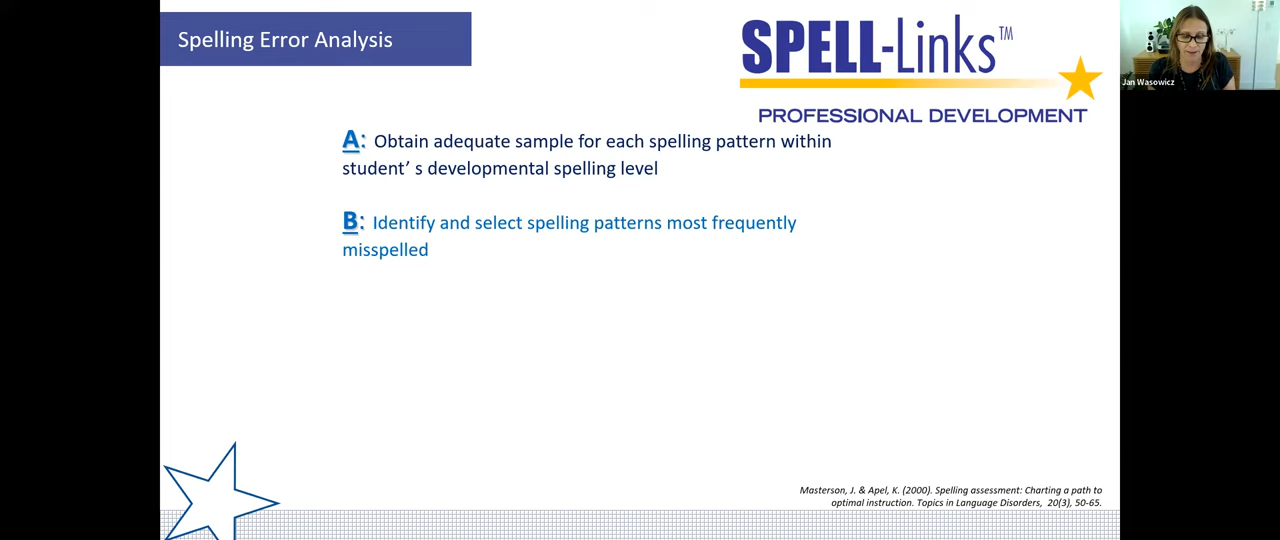 Spelling Error Analysis
SPELL-Links™
PROFESSIONAL DEVELOPMENT
Jan Wasowicz
A: Obtain adequate sample for each spelling pattern within
student’ s developmental spelling level
B: Identify and select spelling patterns most frequently
misspelled
Masterson, J. & Apel, K. (2000). Spelling assessment: Charting a path to
optimal instruction. Topics in Language Disorders, 20(3), 50-65.